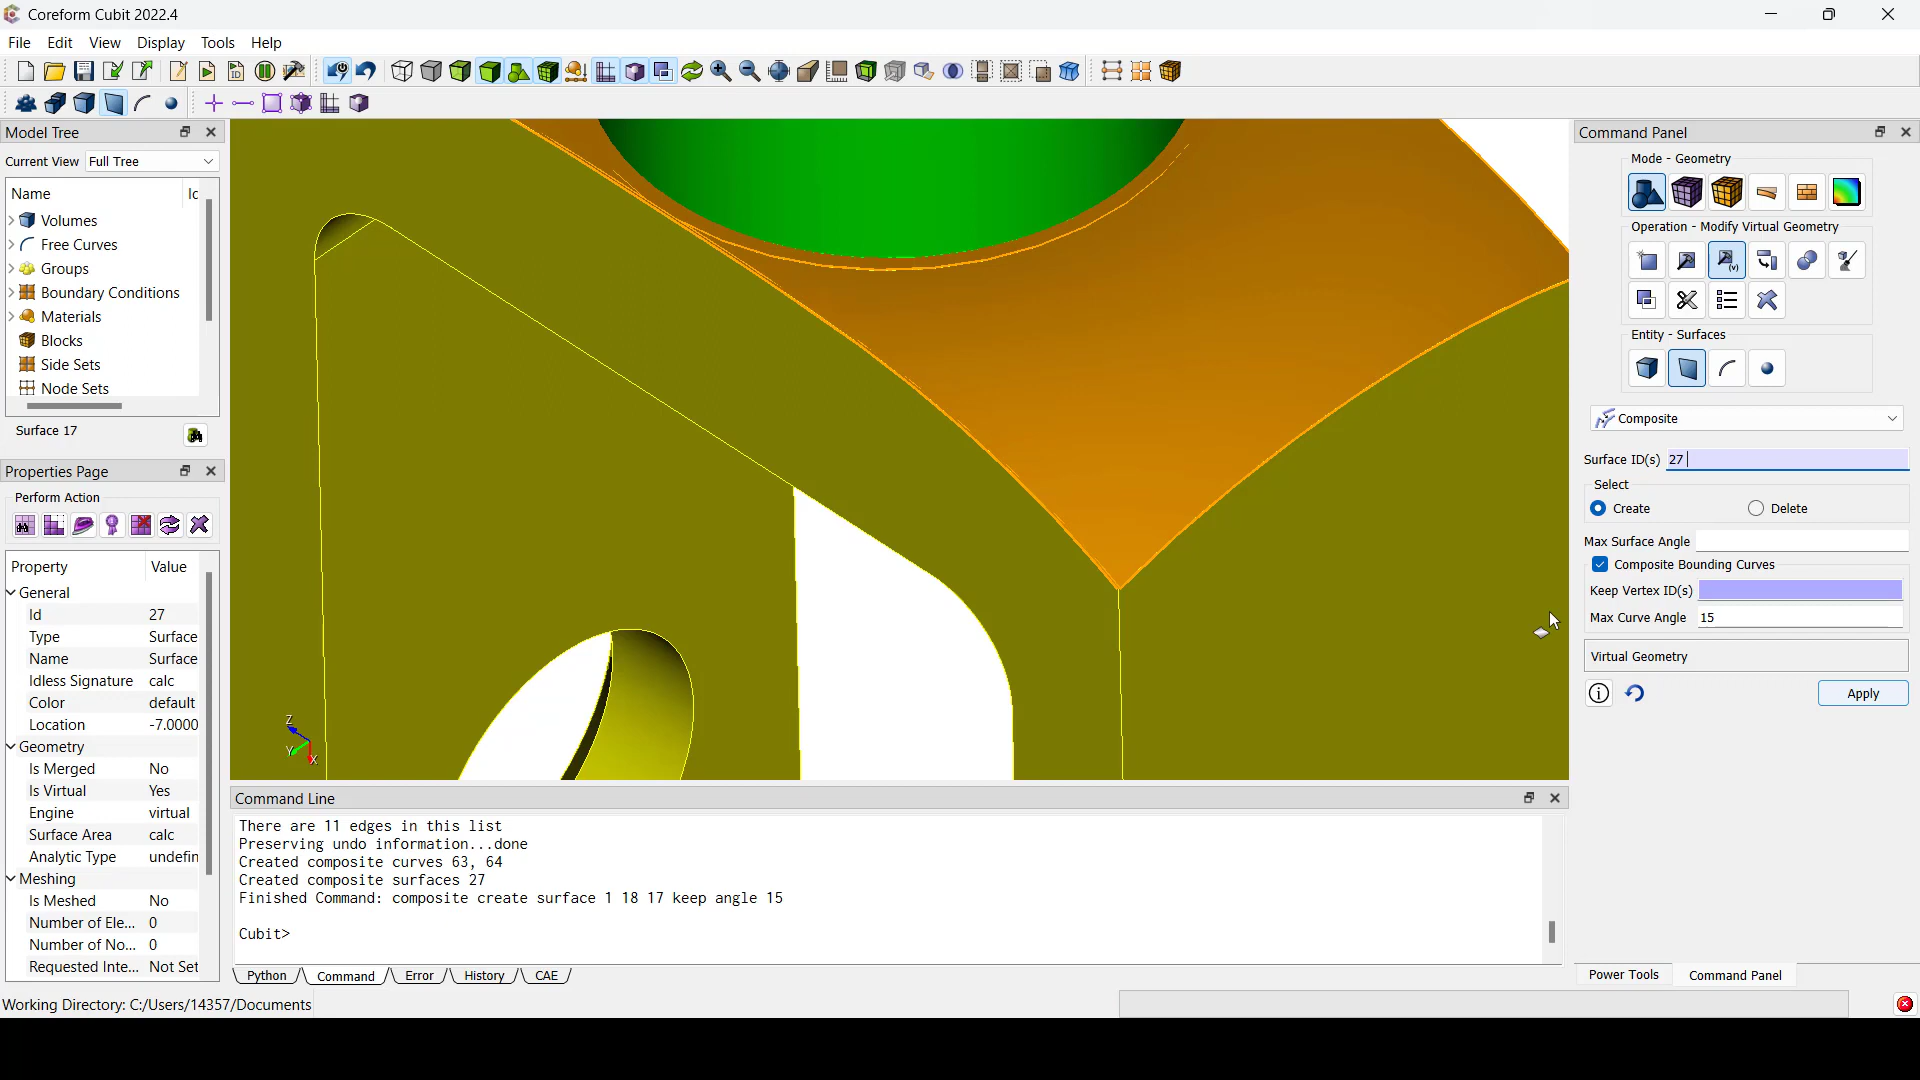 Coreform Cubit 2022.4
File Edit View Display Tools Help
Model Tree
Current View Full Tree
Name Ic
Volumes
Free Curves
Groups
Boundary Conditions
Materials
Blocks
Side Sets
Node Sets
Surface 17
Properties Page
Perform Action
Property Value
General
Id 27
Type Surface
Name Surface
Idless Signature calc
Color default
Location -7.0000
Geometry
Is Merged No
Is Virtual Yes
Engine virtual
Surface Area calc
Analytic Type undefin
Meshing
Is Meshed No
Number of Ele... 0
Number of No... 0
Requested Inte... Not Set
Z
Y
X
Command Line
There are 11 edges in this list
Preserving undo information...done
Created composite curves 63, 64
Created composite surfaces 27
Finished Command: composite create surface 1 18 17 keep angle 15
Cubit>
Python Command Error History CAE
Command Panel
Mode - Geometry
Operation - Modify Virtual Geometry
(v)
Entity - Surfaces
Composite
Surface ID(s) 27
Select
Create Delete
Max Surface Angle
Composite Bounding Curves
Keep Vertex ID(s)
Max Curve Angle 15
Virtual Geometry
Apply
Power Tools Command Panel
Working Directory: C:/Users/14357/Documents